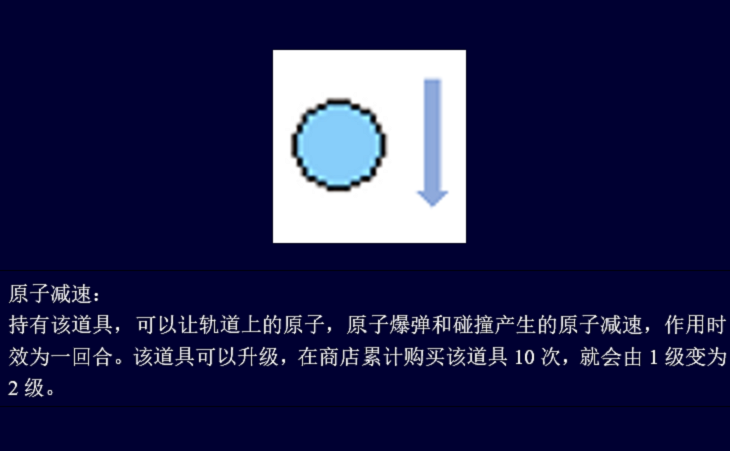 原子减速：
持有该道具，可以让轨道上的原子，原子爆弹和碰撞产生的原子减速，作用时
效为一回合。该道具可以升级，在商店累计购买该道具 10 次，就会由 1 级变为
2 级。